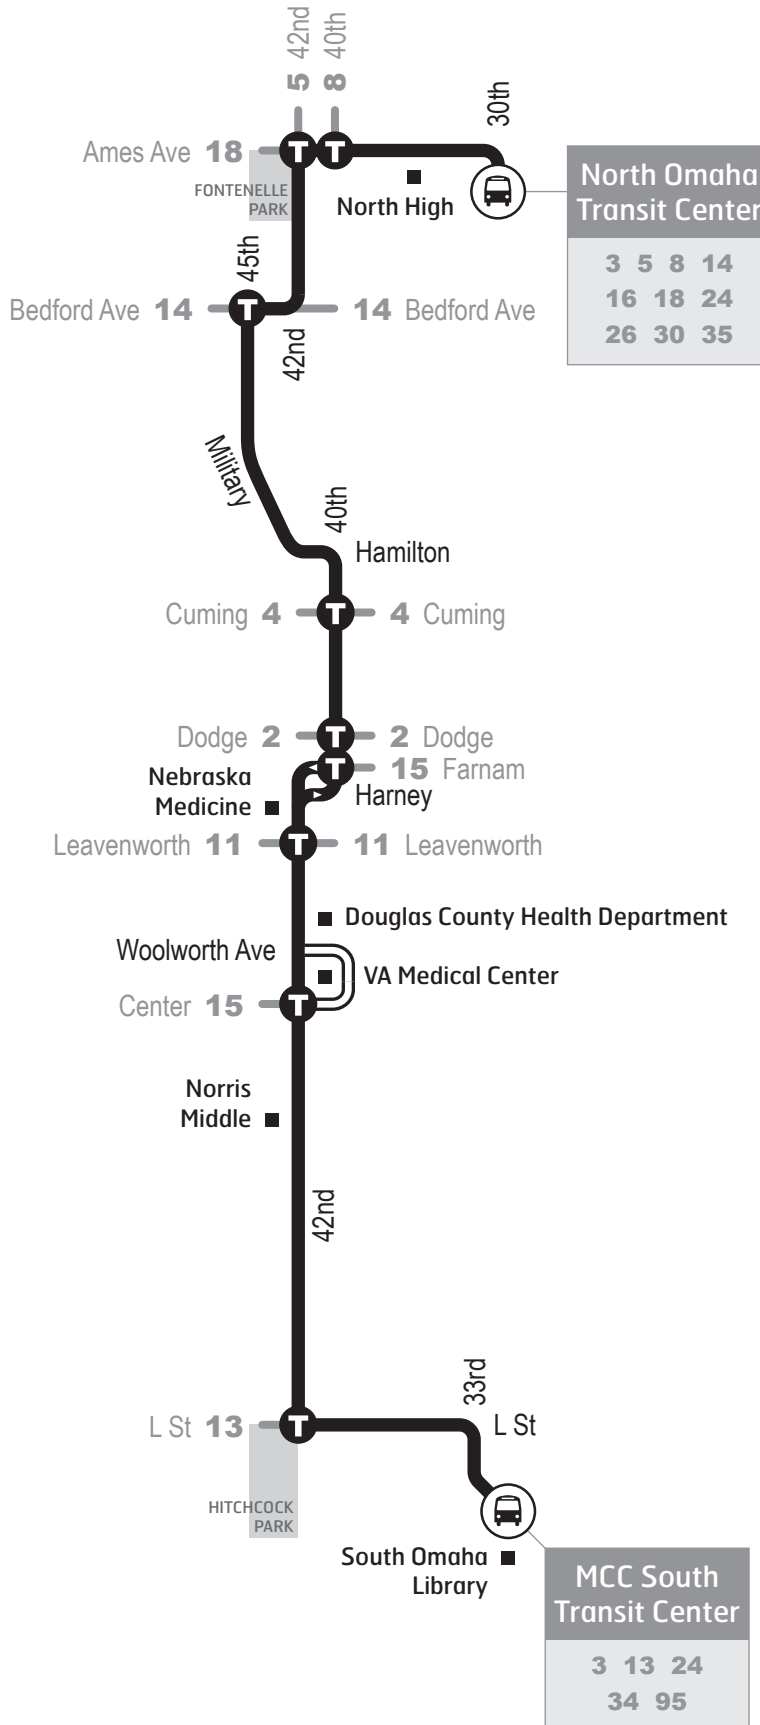 5 42nd
8 40th
30th
Ames Ave 18
T T
FONTENELLE
PARK
North High
North Omaha
Transit Center
3 5 8 14
16 18 24
26 30 35
45th
Bedford Ave 14
T
14 Bedford Ave
42nd
Military
40th
Hamilton
Cuming 4
T
4 Cuming
Dodge 2
T
2 Dodge
T
15 Farnam
Nebraska
Medicine
Harney
Leavenworth 11
T
11 Leavenworth
Douglas County Health Department
Woolworth Ave
VA Medical Center
Center 15
T
Norris
Middle
42nd
33rd
L St 13
T
L St
HITCHCOCK
PARK
South Omaha
Library
MCC South
Transit Center
3 13 24
34 95